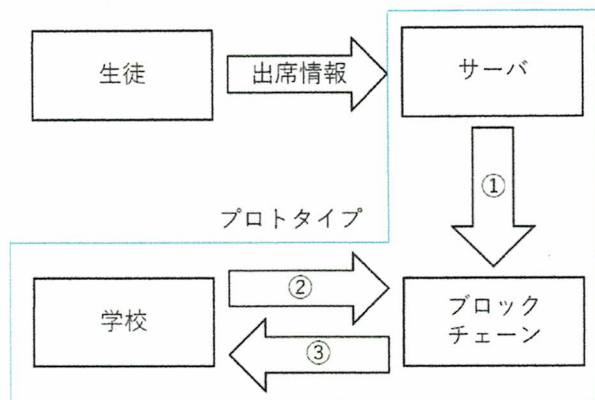 生徒
出席情報
サーバ
①
プロトタイプ
学校
②
③
ブロック
チェーン